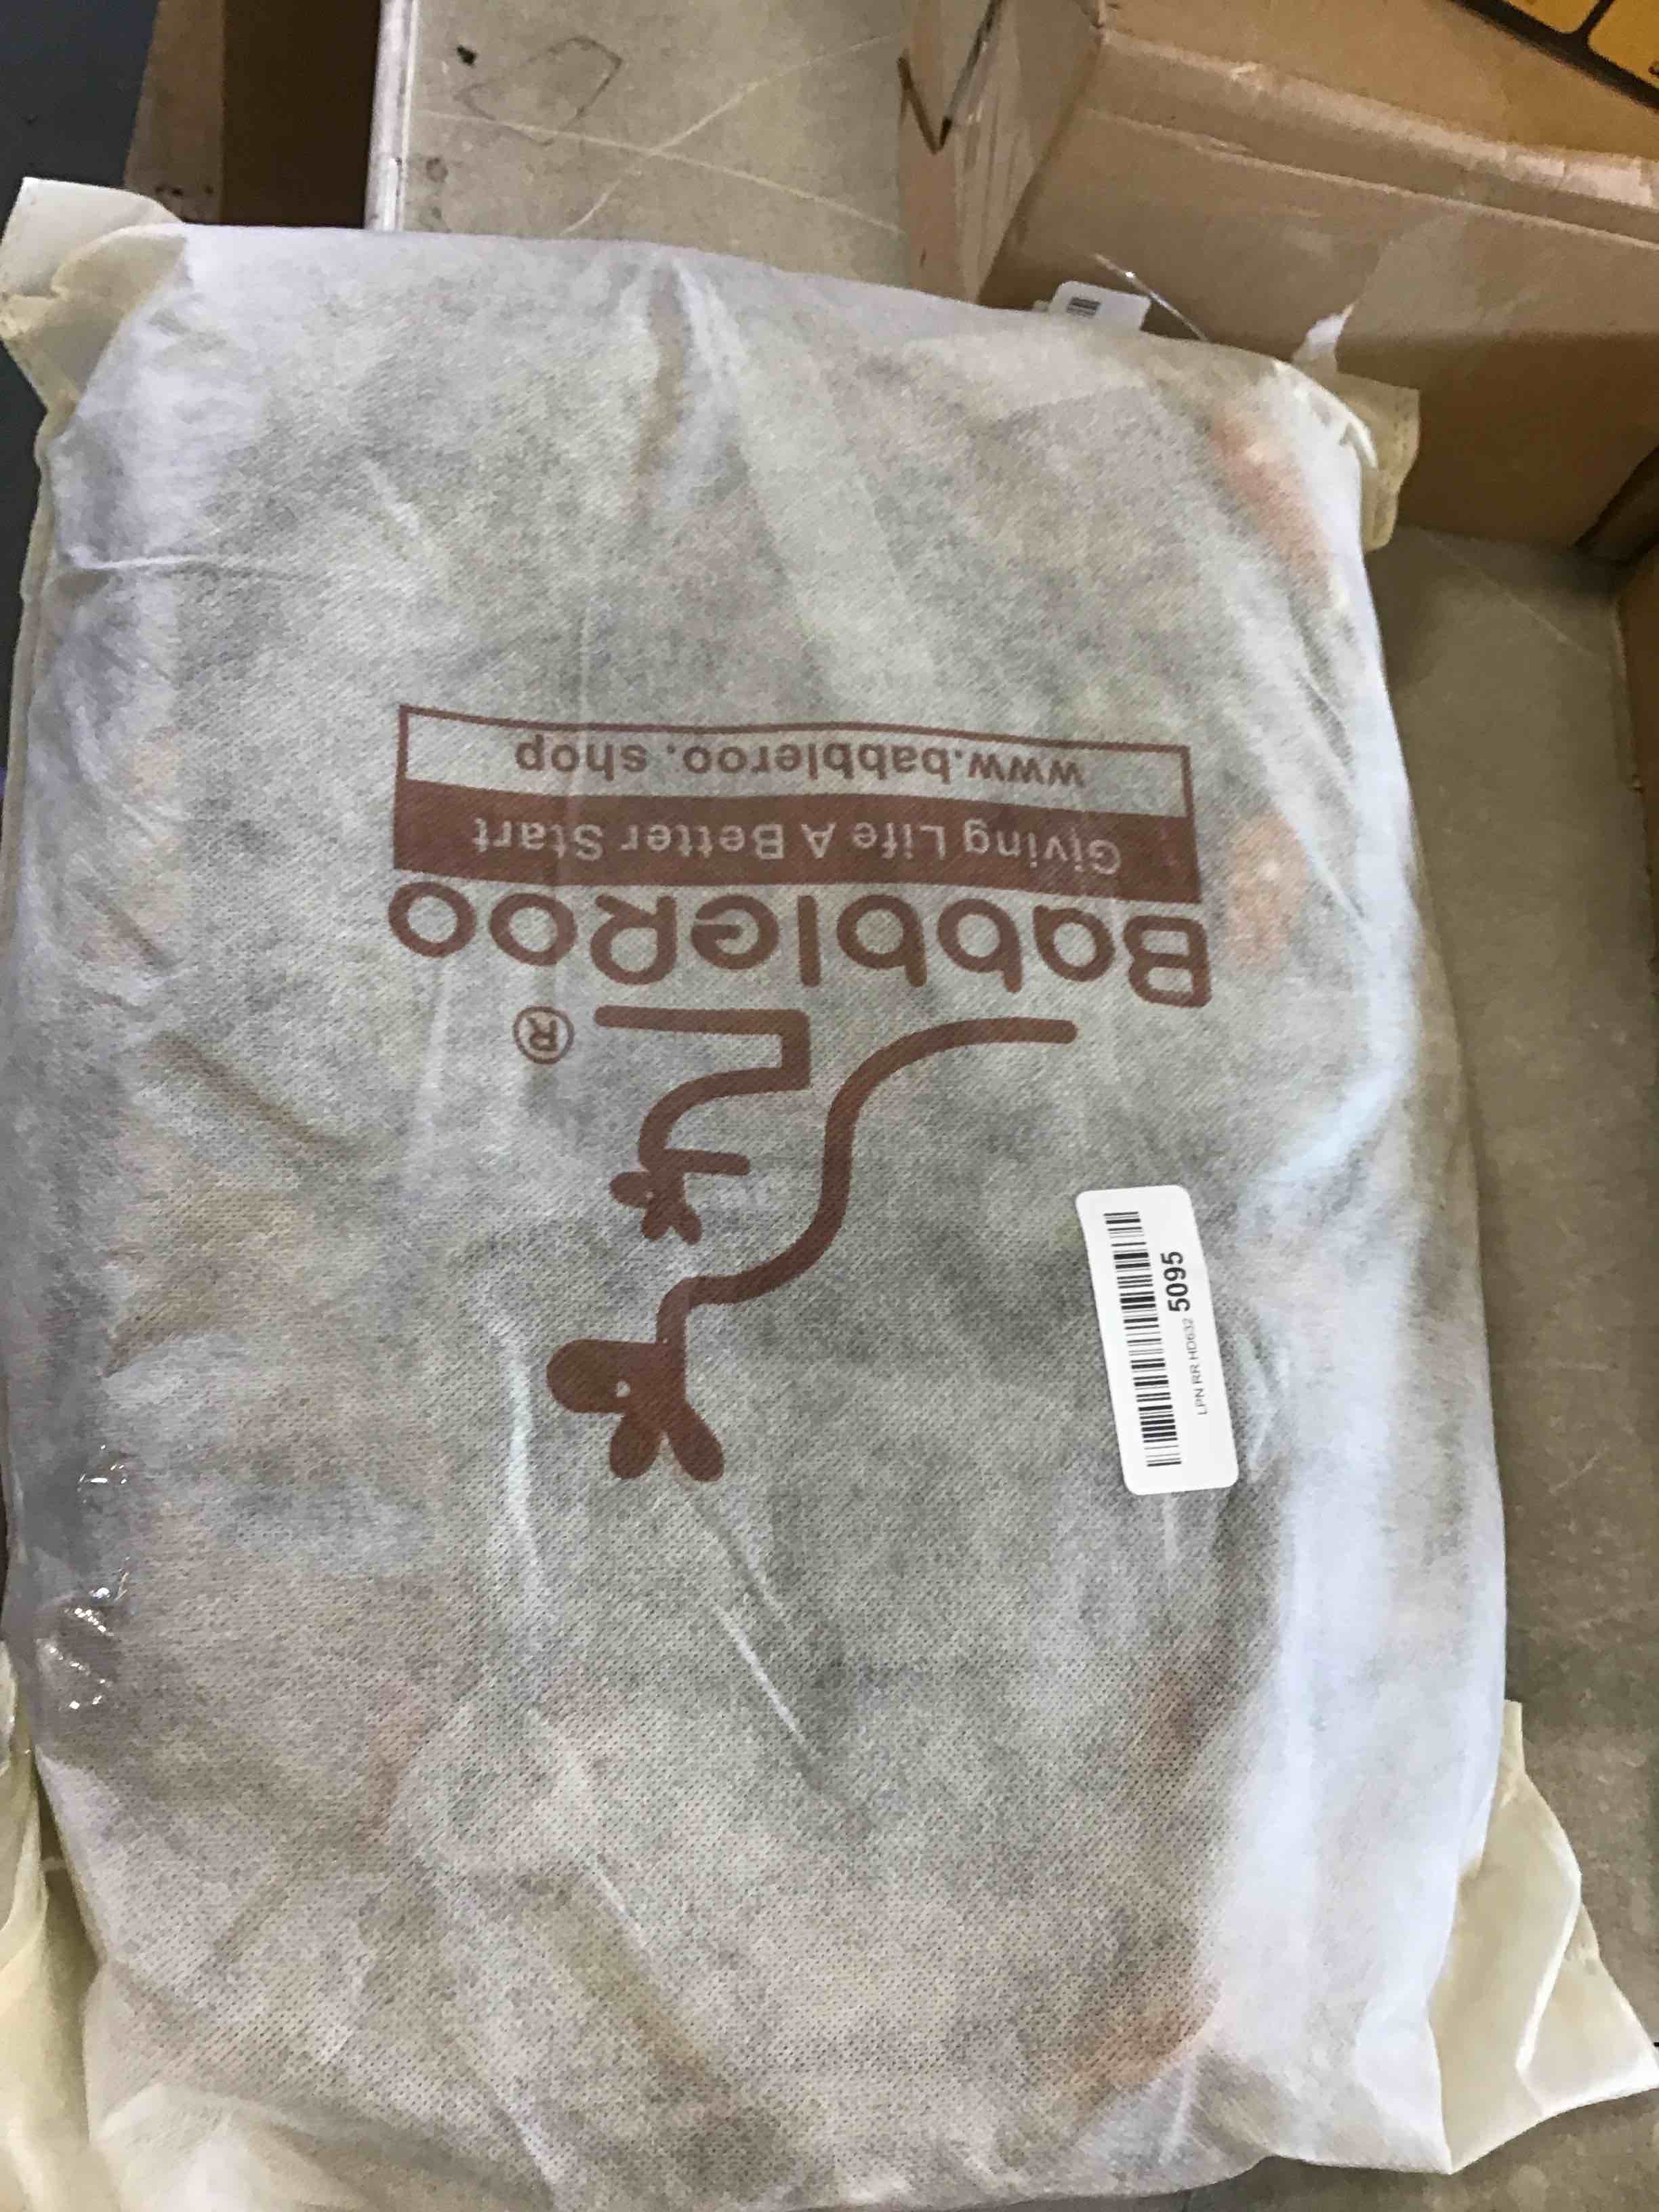 BabbleRoo
®
Giving Life A Better Start
www.babbleroo.shop
LPN RR HD632 5095